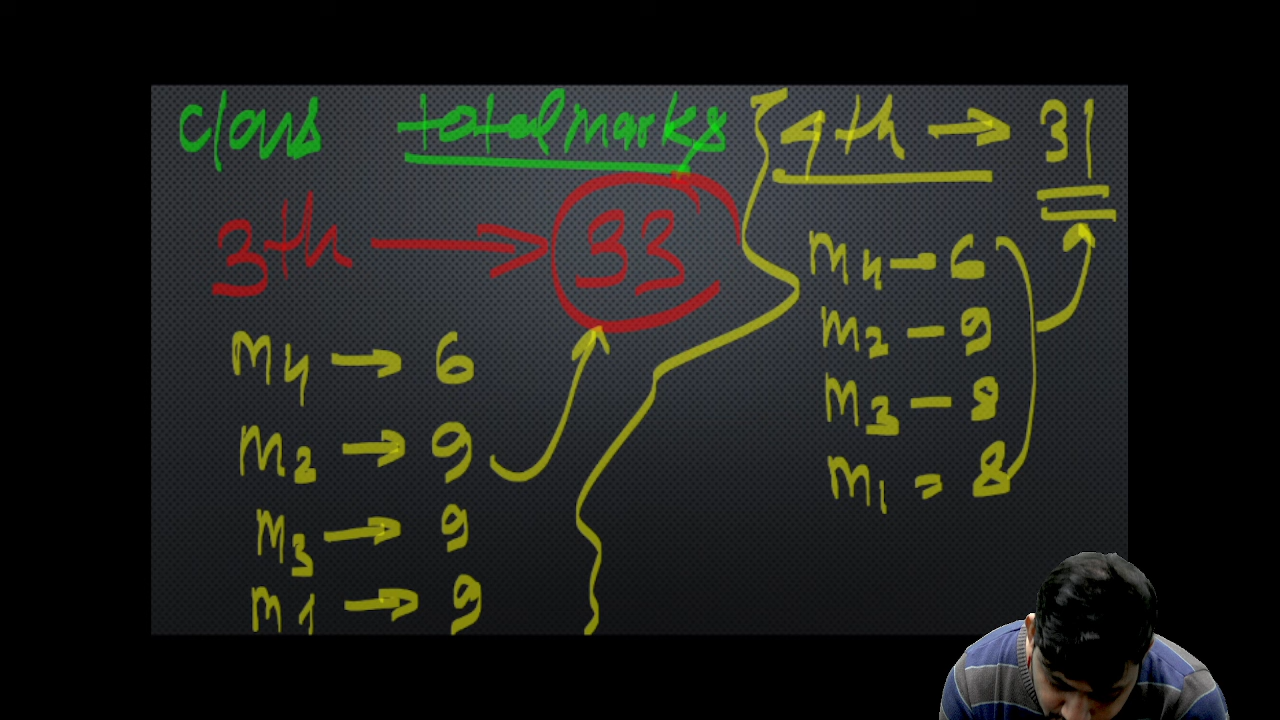 class total marks
3th → 33
m4 → 6
m2 → 9
m3 → 9
m1 → 9
4th → 31
m4 - 6
m2 - 9
m3 - 8
m1 = 8